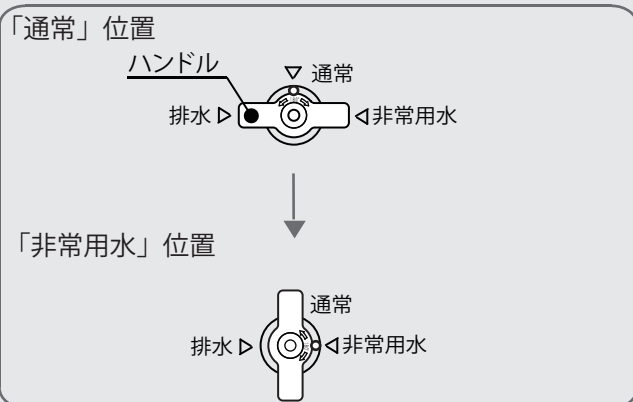 「通常」位置
ハンドル
▽ 通常
排水 ▷ ◁非常用水
「非常用水」位置
通常
排水 ▷ ◁非常用水